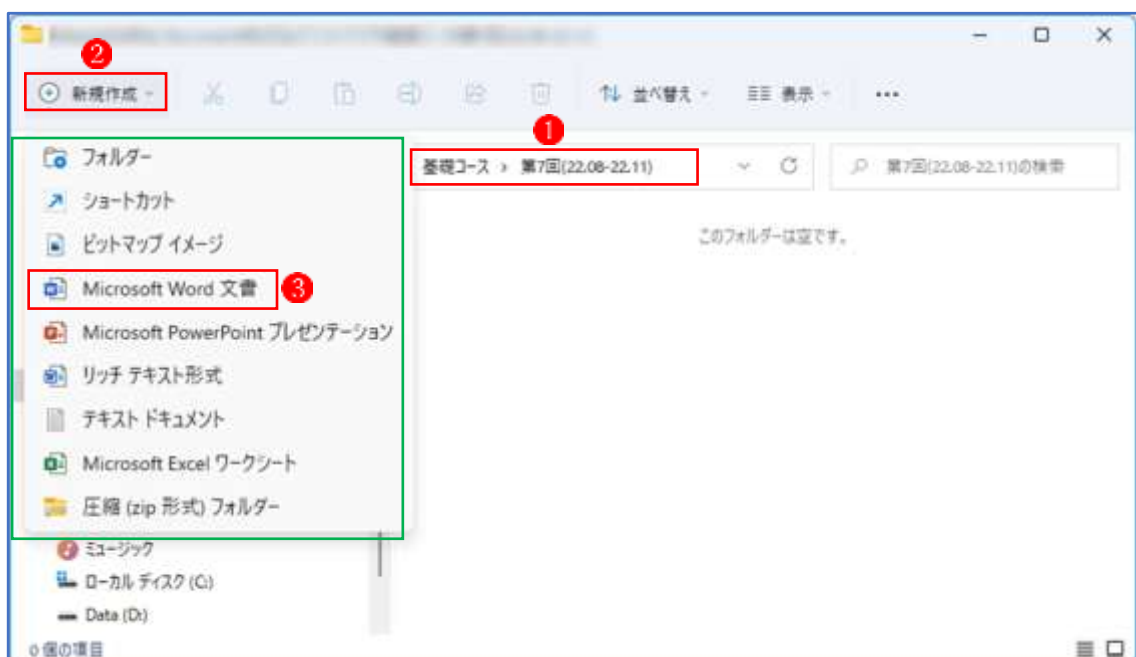 2
新規作成
並べ替え
表示
...
1
フォルダー
基礎コース > 第7回(22.08-22.11)
第7回(22.08-22.11)の検索
ショートカット
このフォルダーは空です。
ビットマップ イメージ
Microsoft Word 文書
3
Microsoft PowerPoint プレゼンテーション
リッチ テキスト形式
テキスト ドキュメント
Microsoft Excel ワークシート
圧縮 (zip 形式) フォルダー
ミュージック
ローカル ディスク (C:)
Data (D:)
0 個の項目